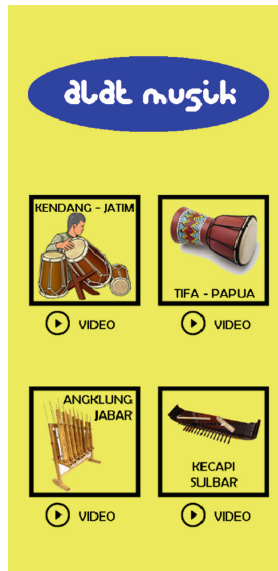 alat musik
KENDANG - JATIM
TIFA - PAPUA
VIDEO
VIDEO
ANGKLUNG
JABAR
KECAPI
SULBAR
VIDEO
VIDEO